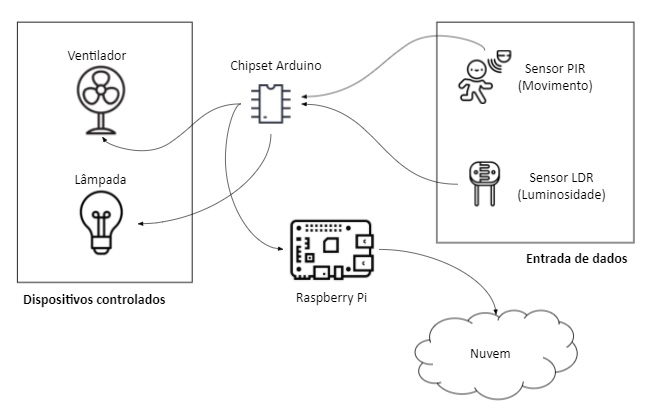 Ventilador
Chipset Arduino
Sensor PIR
(Movimento)
Lâmpada
Sensor LDR
(Luminosidade)
Entrada de dados
Dispositivos controlados
Raspberry Pi
Nuvem